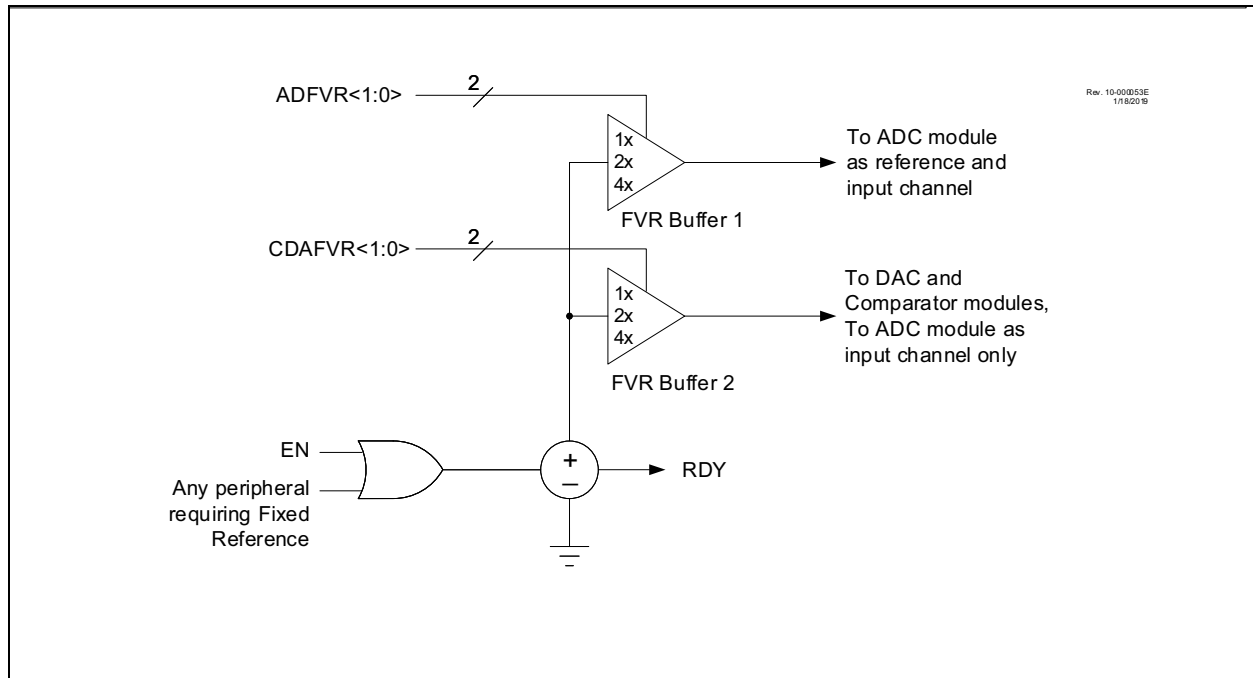 ADFVR<1:0>
2
Rev. 10-000053E
1/18/2019
1x
2x
4x
To ADC module
as reference and
input channel
FVR Buffer 1
CDAFVR<1:0>
2
1x
2x
4x
To DAC and
Comparator modules,
To ADC module as
input channel only
FVR Buffer 2
EN
+
−
RDY
Any peripheral
requiring Fixed
Reference